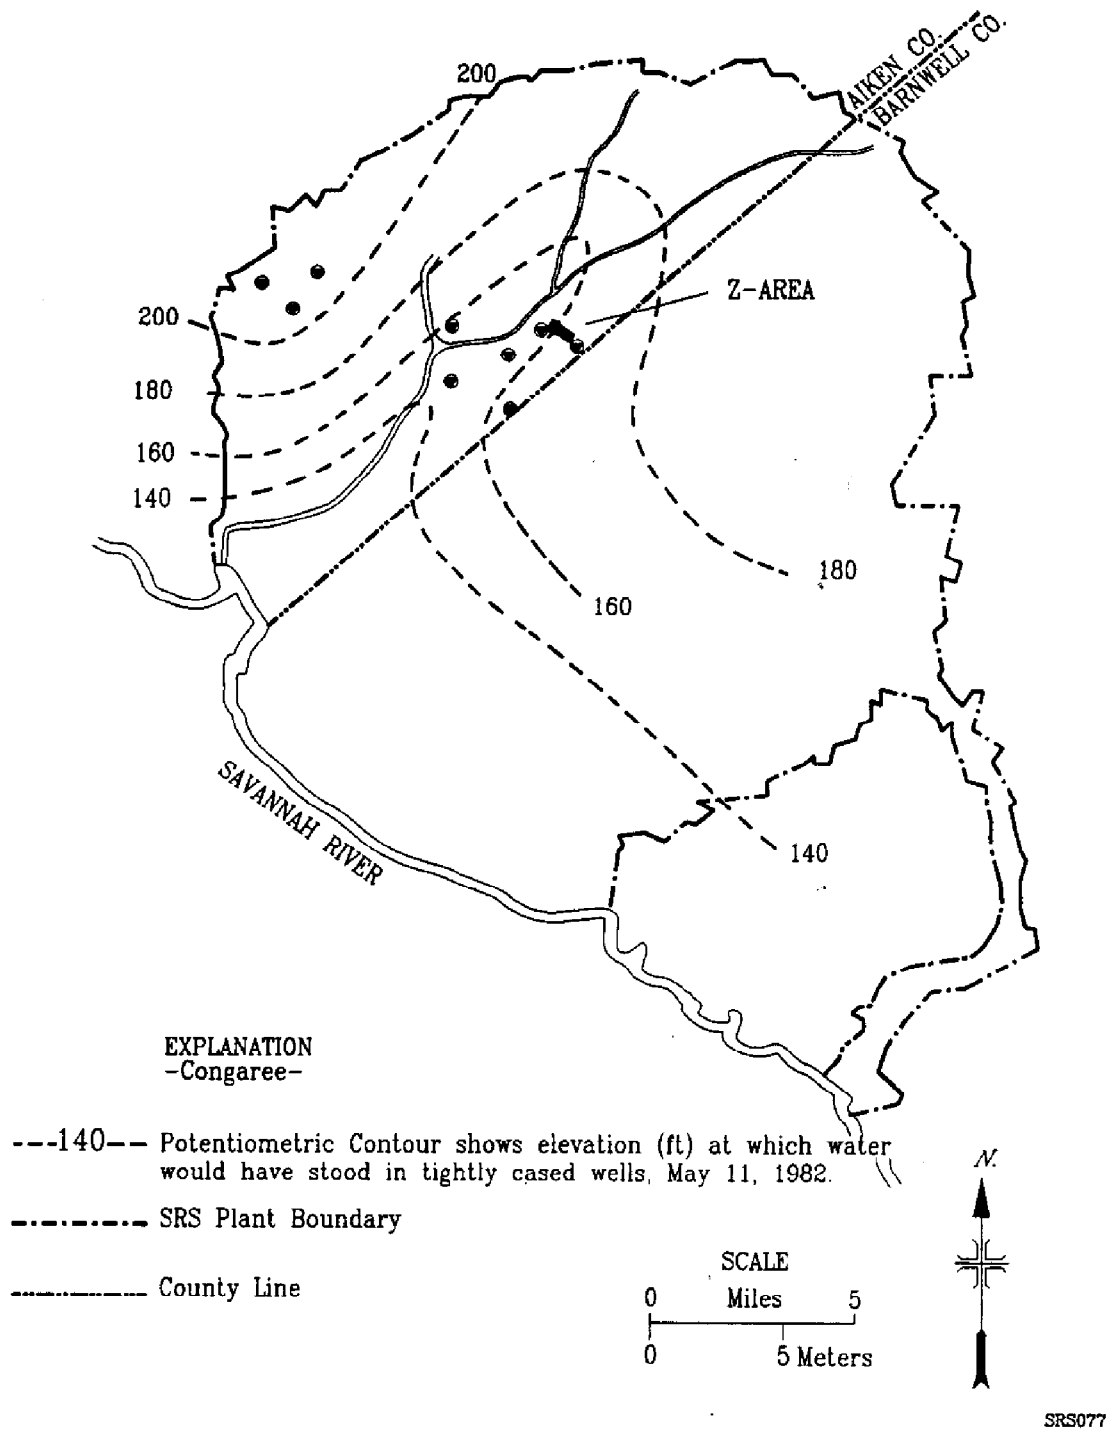 200
AIKEN CO.
BARNWELL CO.
Z-AREA
200
180
160
140
180
160
140
SAVANNAH RIVER
EXPLANATION
-Congaree-
---140-- Potentiometric Contour shows elevation (ft) at which water
would have stood in tightly cased wells, May 11, 1982.
SRS Plant Boundary
County Line
N.
SCALE
0 Miles 5
0 5 Meters
SRS077